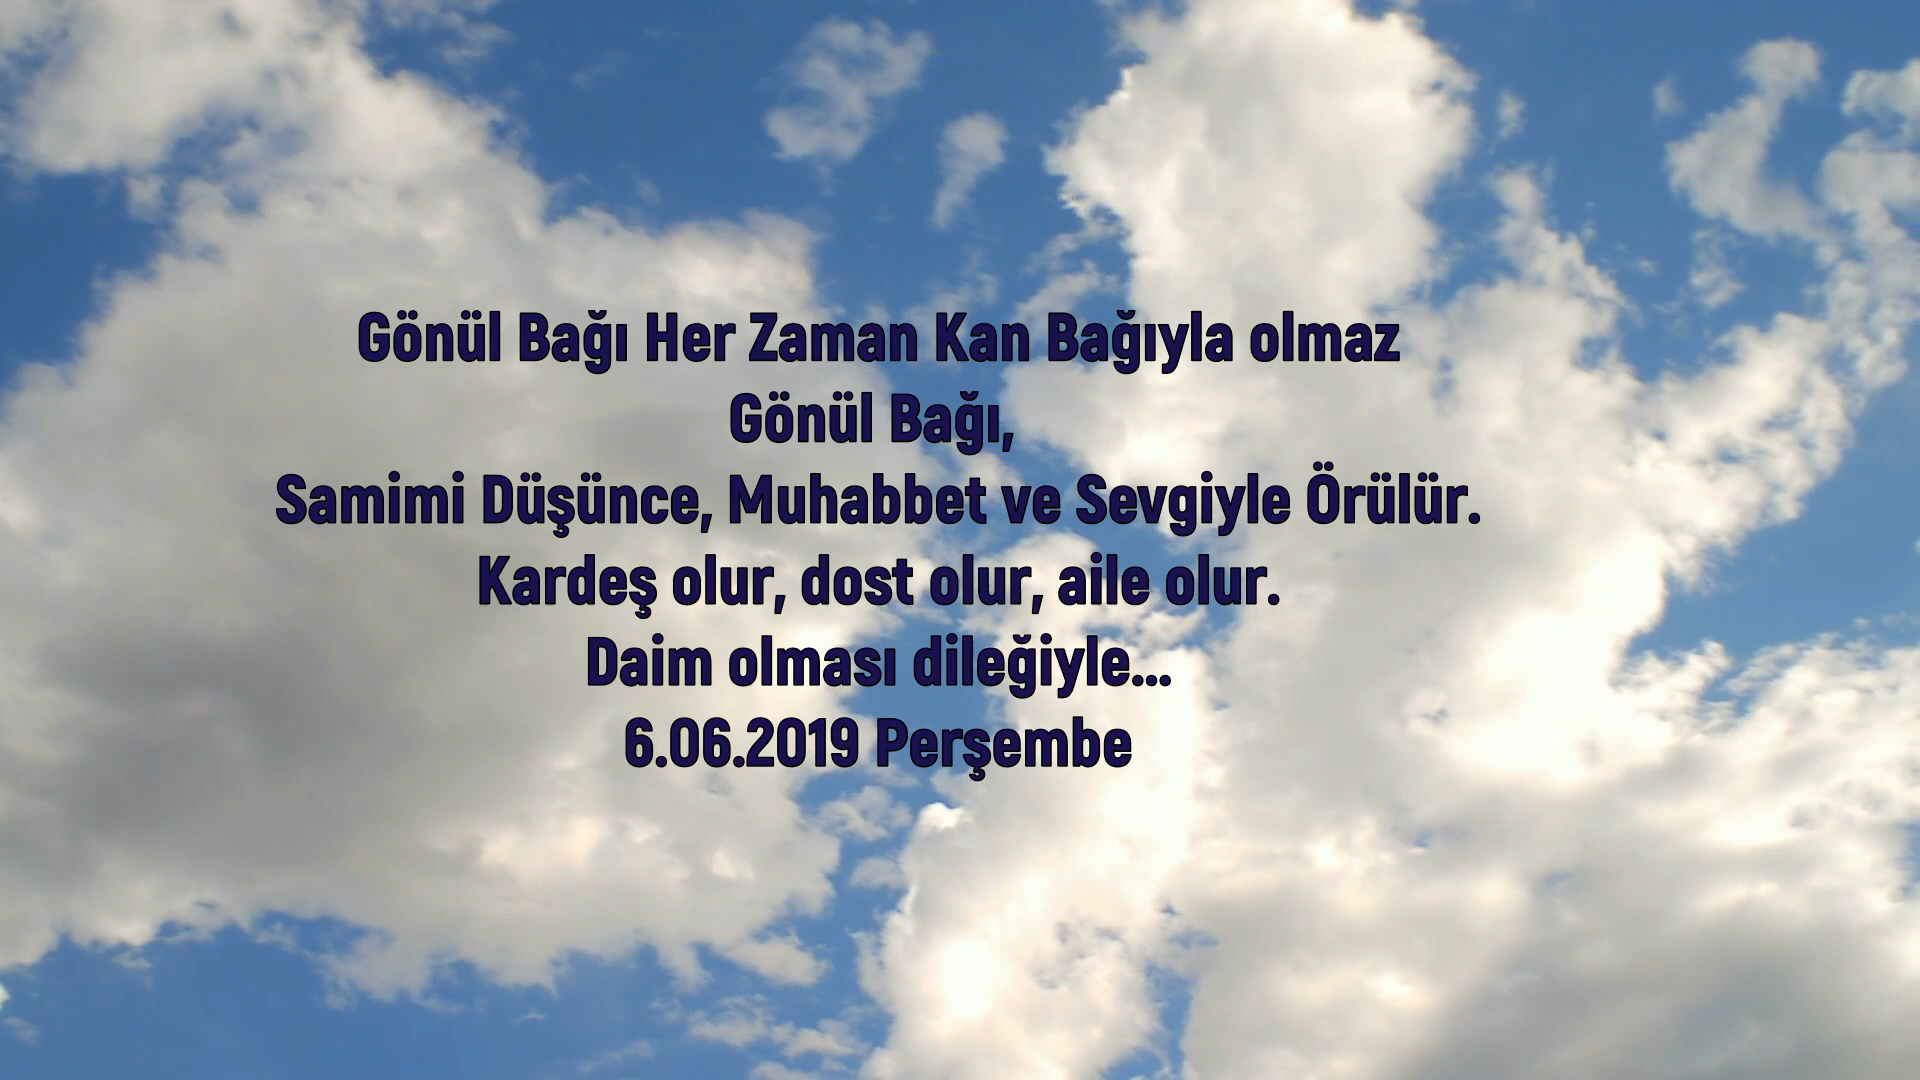 Gönül Bağı Her Zaman Kan Bağıyla olmaz
Gönül Bağı,
Samimi Düşünce, Muhabbet ve Sevgiyle Örülür.
Kardeş olur, dost olur, aile olur.
Daim olması dileğiyle...
6.06.2019 Perşembe